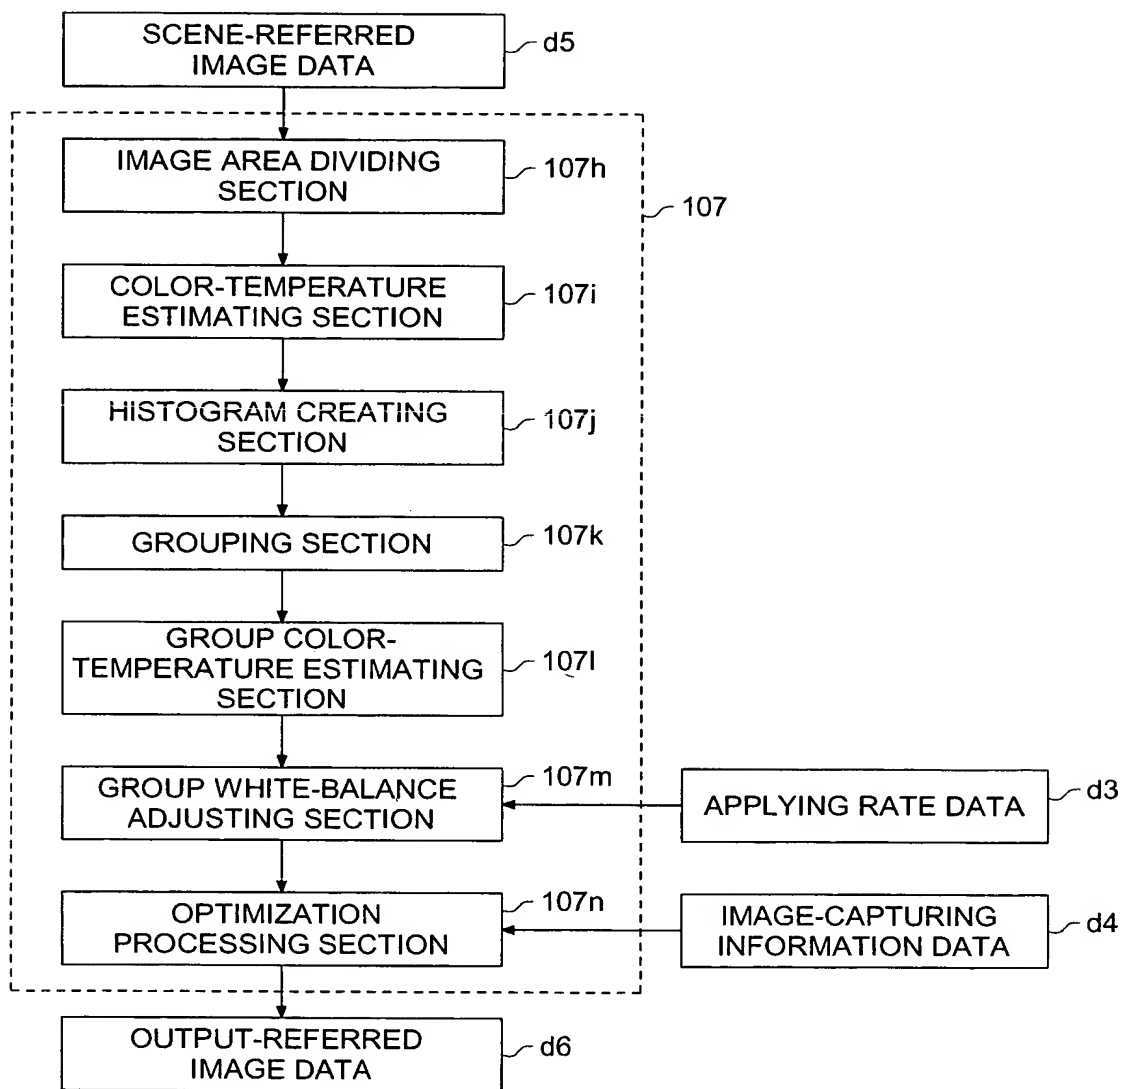 SCENE-REFERRED
IMAGE DATA
d5
IMAGE AREA DIVIDING
SECTION
107h
107
COLOR-TEMPERATURE
ESTIMATING SECTION
107i
HISTOGRAM CREATING
SECTION
107j
GROUPING SECTION
107k
GROUP COLOR-
TEMPERATURE ESTIMATING
SECTION
107l
GROUP WHITE-BALANCE
ADJUSTING SECTION
107m
APPLYING RATE DATA
d3
OPTIMIZATION
PROCESSING SECTION
107n
IMAGE-CAPTURING
INFORMATION DATA
d4
OUTPUT-REFERRED
IMAGE DATA
d6